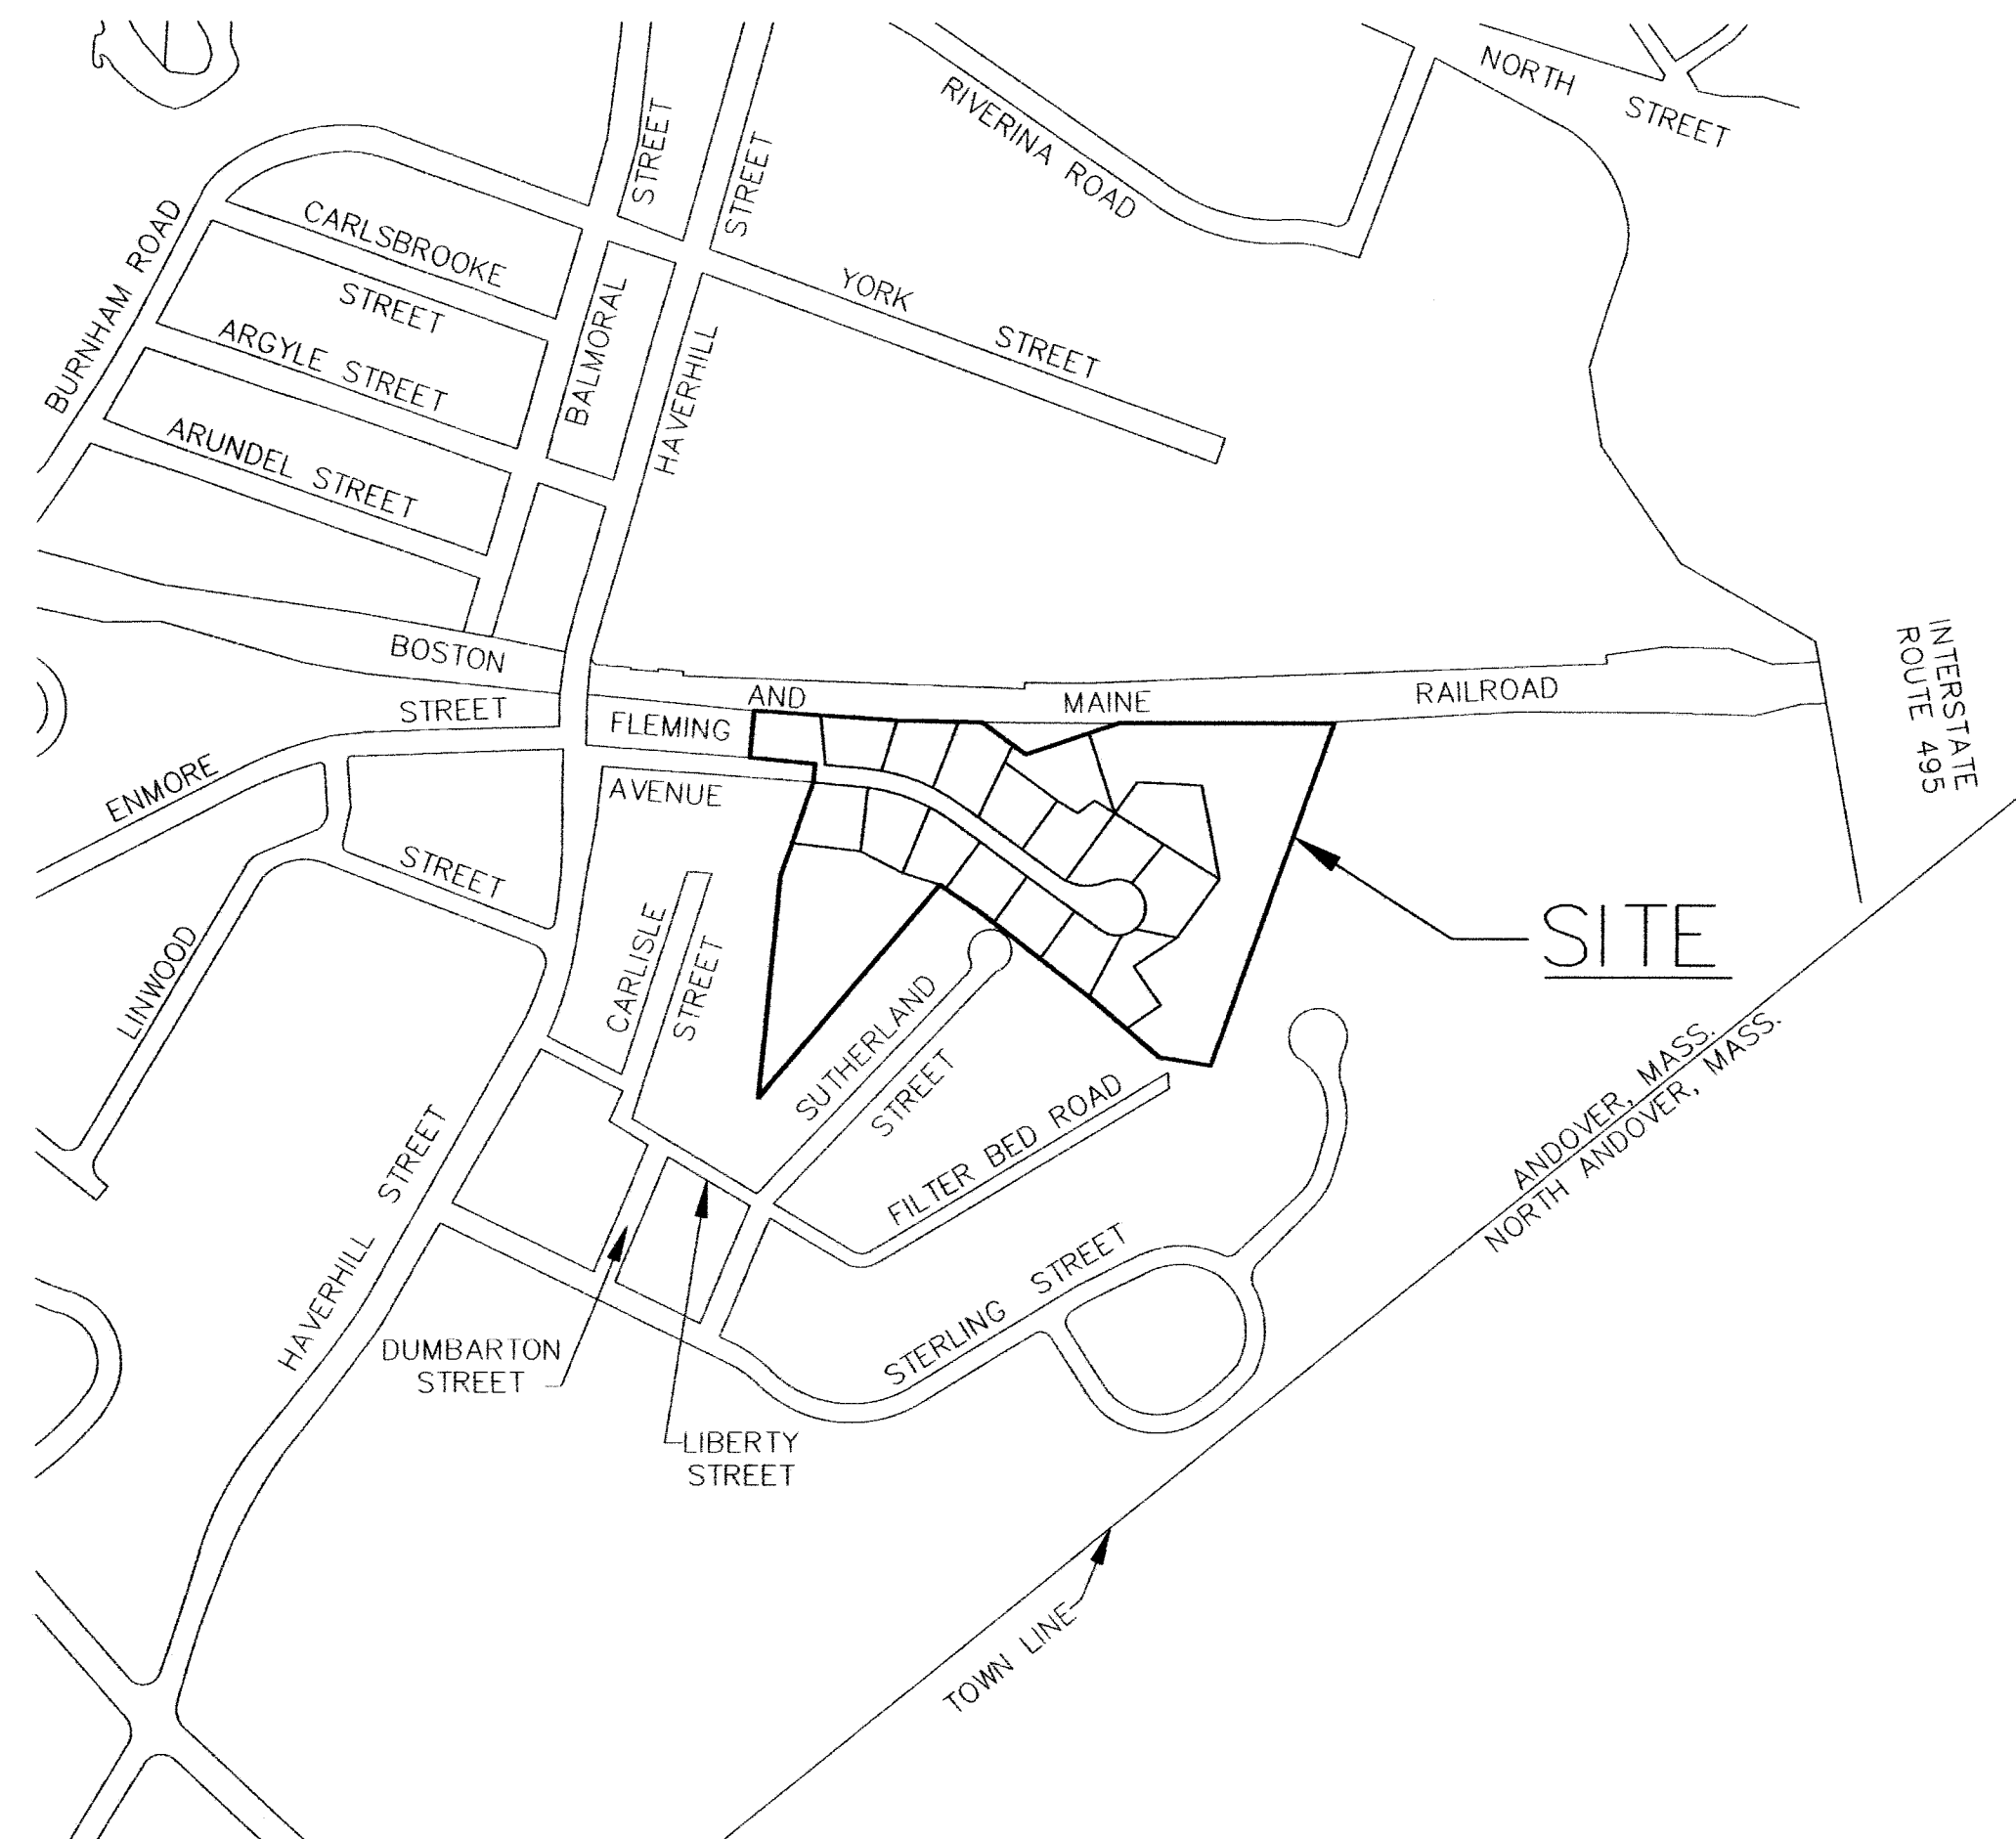 NORTH STREET
RIVERINA ROAD
STREET
STREET
CARLSBROOKE
STREET
BURNHAM ROAD
YORK STREET
ARGYLE STREET
BALMORAL
HAVERHILL
ARUNDEL STREET
BOSTON AND MAINE RAILROAD
INTERSTATE
ROUTE 495
STREET
FLEMING
AVENUE
ENMORE
STREET
LINWOOD
CARLISLE
STREET
SITE
SUTHERLAND
STREET
FILTER BED ROAD
ANDOVER, MASS.
NORTH ANDOVER, MASS.
HAVERHILL STREET
STERLING STREET
DUMBARTON
STREET
LIBERTY
STREET
TOWN LINE